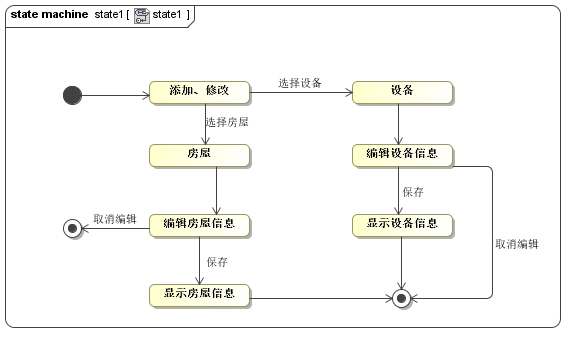 state machine state1 [ state1 ]
添加、修改
选择设备
设备
选择房屋
房屋
编辑设备信息
保存
取消编辑
编辑房屋信息
显示设备信息
取消编辑
保存
显示房屋信息